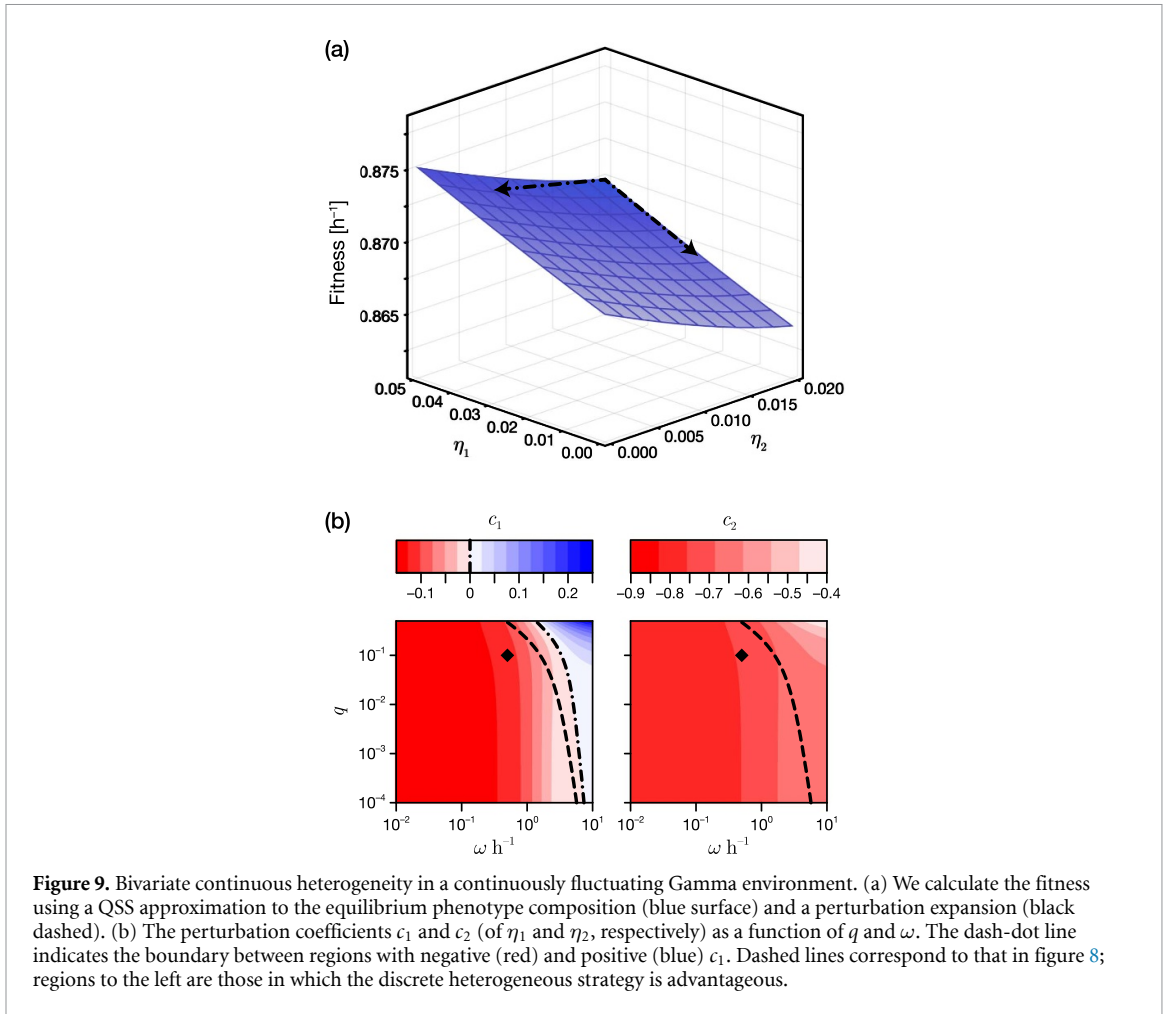 (a)
0.875
0.870
0.865
Fitness [h⁻¹]
0.05
0.04
0.03
0.02
0.01
0.00
η₁
0.000
0.005
0.010
0.015
0.020
η₂
(b)
c₁
c₂
−0.1 0 0.1 0.2
−0.9 −0.8 −0.7 −0.6 −0.5 −0.4
q
10⁻¹
10⁻²
10⁻³
10⁻⁴
10⁻² 10⁻¹ 10⁰ 10¹
10⁻² 10⁻¹ 10⁰ 10¹
ω h⁻¹
ω h⁻¹
Figure 9. Bivariate continuous heterogeneity in a continuously fluctuating Gamma environment. (a) We calculate the fitness
using a QSS approximation to the equilibrium phenotype composition (blue surface) and a perturbation expansion (black
dashed). (b) The perturbation coefficients c₁ and c₂ (of η₁ and η₂, respectively) as a function of q and ω. The dash-dot line
indicates the boundary between regions with negative (red) and positive (blue) c₁. Dashed lines correspond to that in figure 8;
regions to the left are those in which the discrete heterogeneous strategy is advantageous.